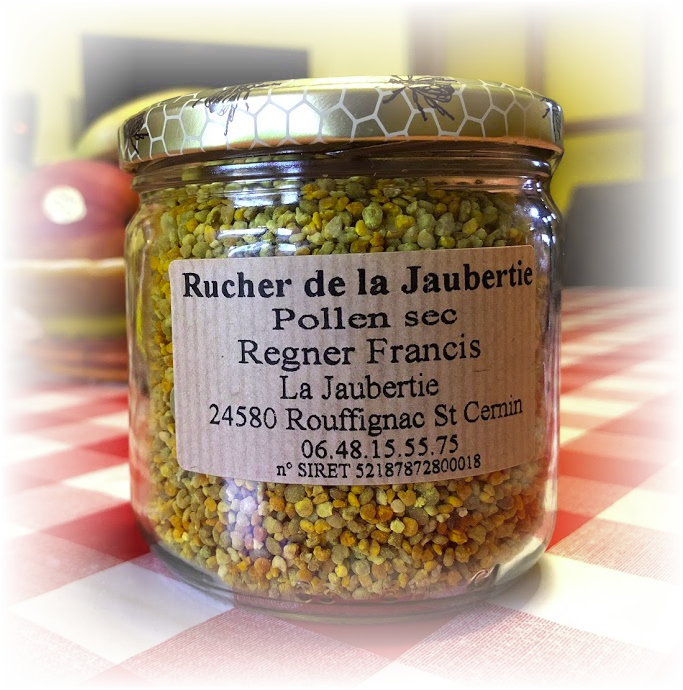 Rucher de la Jaubertie
Pollen sec
Regner Francis
La Jaubertie
24580 Rouffignac St Cernin
06.48.15.55.75
n° SIRET 52187872800018